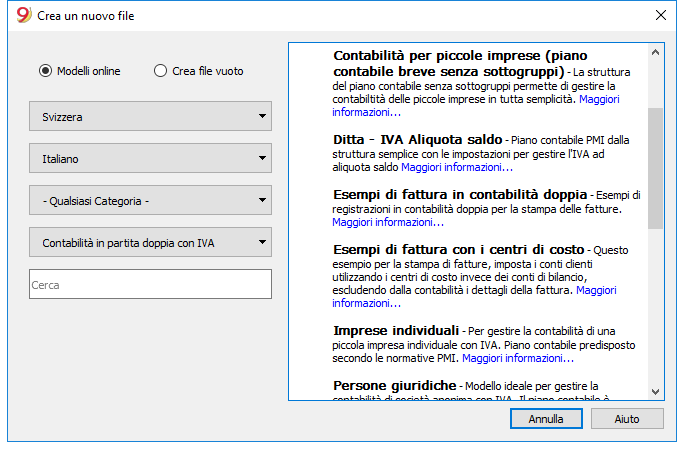 Crea un nuovo file
Modelli online
Crea file vuoto
Svizzera
Italiano
- Qualsiasi Categoria -
Contabilità in partita doppia con IVA
Cerca
Contabilità per piccole imprese (piano
contabile breve senza sottogruppi) - La struttura
del piano contabile senza sottogruppi permette di gestire la
contabiltità delle piccole imprese in tutta semplicità. Maggiori
informazioni...
Ditta - IVA Aliquota saldo - Piano contabile PMI dalla
struttura semplice con le impostazioni per gestire l'IVA ad
aliquota saldo Maggiori informazioni...
Esempi di fattura in contabilità doppia - Esempi di
registrazioni in contabilità doppia per la stampa delle fatture.
Maggiori informazioni...
Esempi di fattura con i centri di costo - Questo
esempio per la stampa di fatture, imposta i conti clienti
utilizzando i centri di costo invece dei conti di bilancio,
escludendo dalla contabilità i dettagli della fattura. Maggiori
informazioni...
Imprese individuali - Per gestire la contabilità di una
piccola impresa individuale con IVA. Piano contabile predisposto
secondo le normative PMI. Maggiori informazioni...
Persone giuridiche - Modello ideale per gestire la
contabilità di società anonima con IVA. Il piano contabile è
Annulla
Aiuto